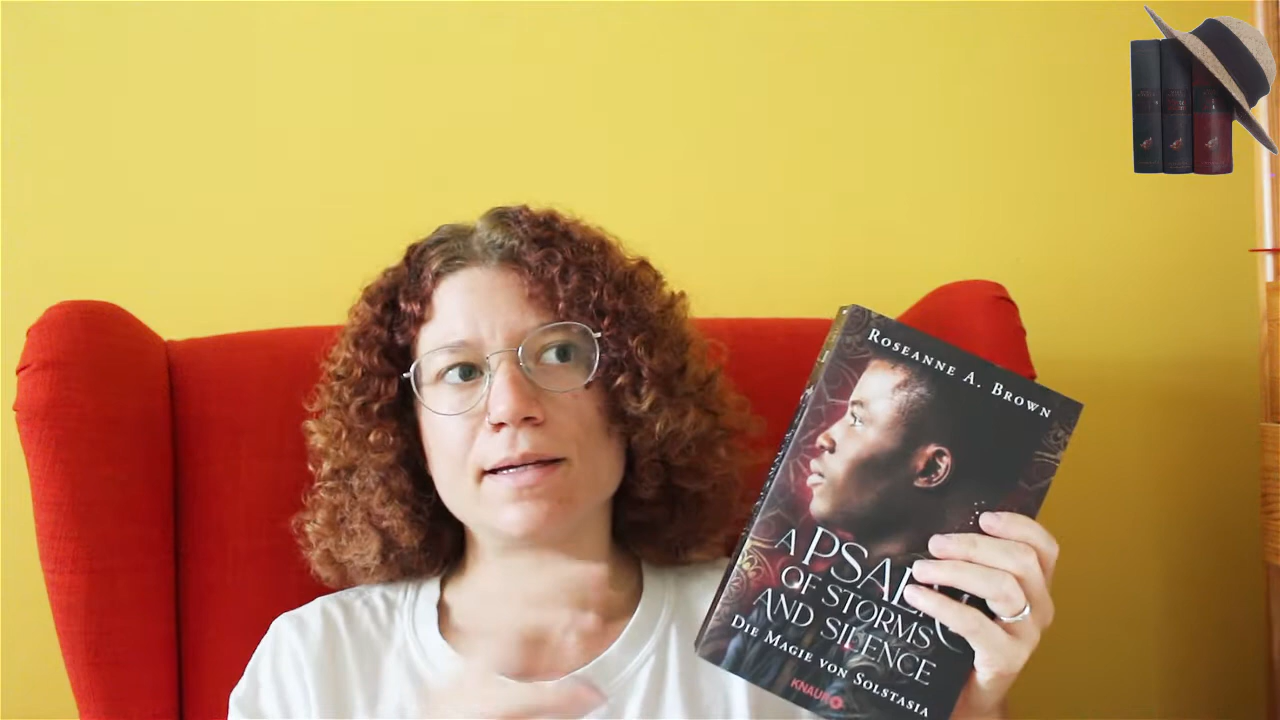 ROSEANNE A. BROWN
A PSALM
OF STORMS
AND SILENCE
DIE MAGIE VON SOLSTASIA
KNAUR